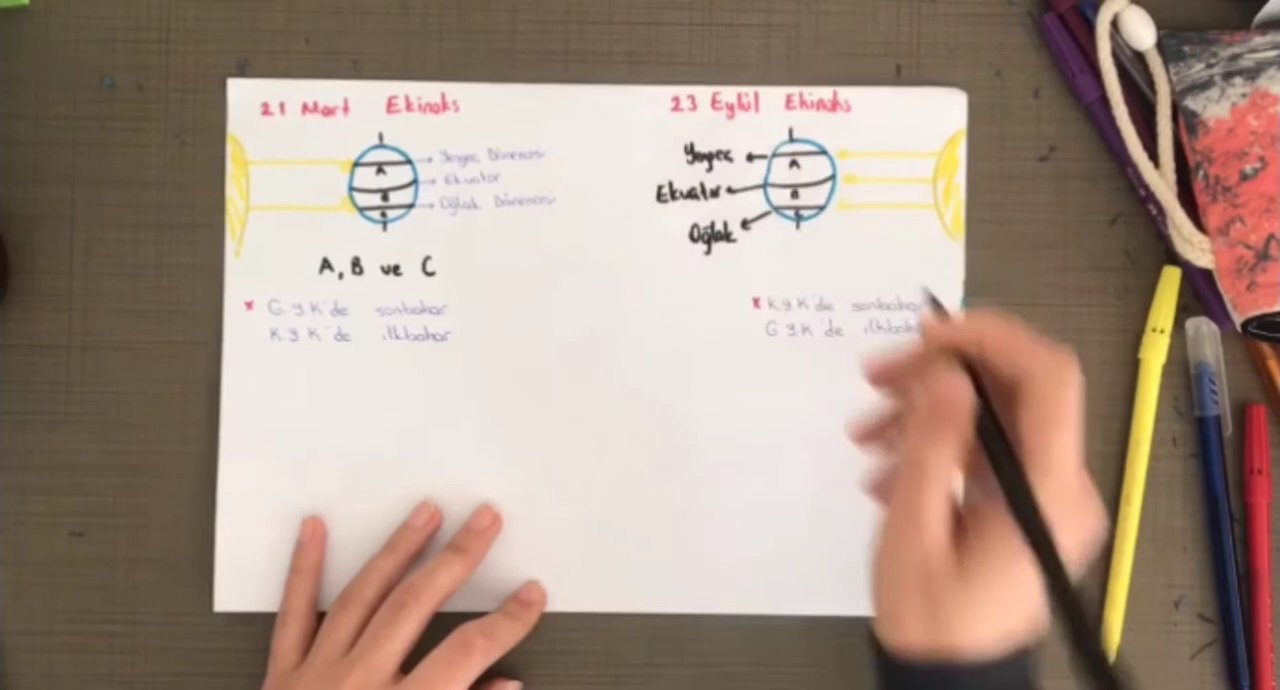 21 Mart Ekinoks
Yengeç Dönencesi
A
Ekvator
B
Oğlak Dönencesi
C
A, B ve C
* G.Y.K'de sonbahar
K.Y.K'de ilkbahar
23 Eylül Ekinoks
Yengeç
A
Ekvator
B
Oğlak
C
* K.Y.K'de sonbahar
G.Y.K'de ilkbaha